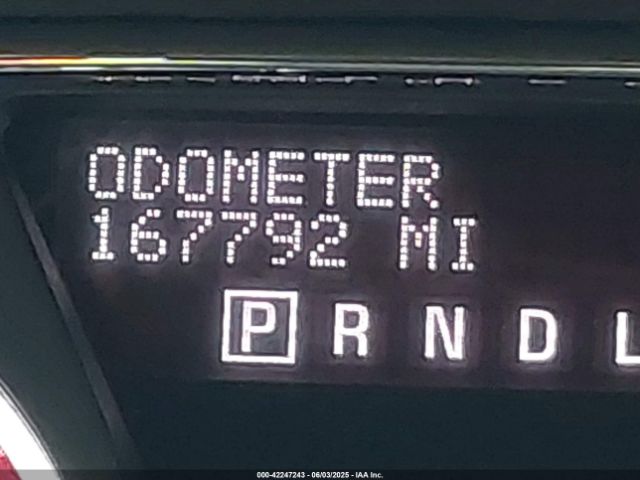 ODOMETER
167792 MI
P R N D L
000-42247243 - 06/03/2025 - IAA Inc.